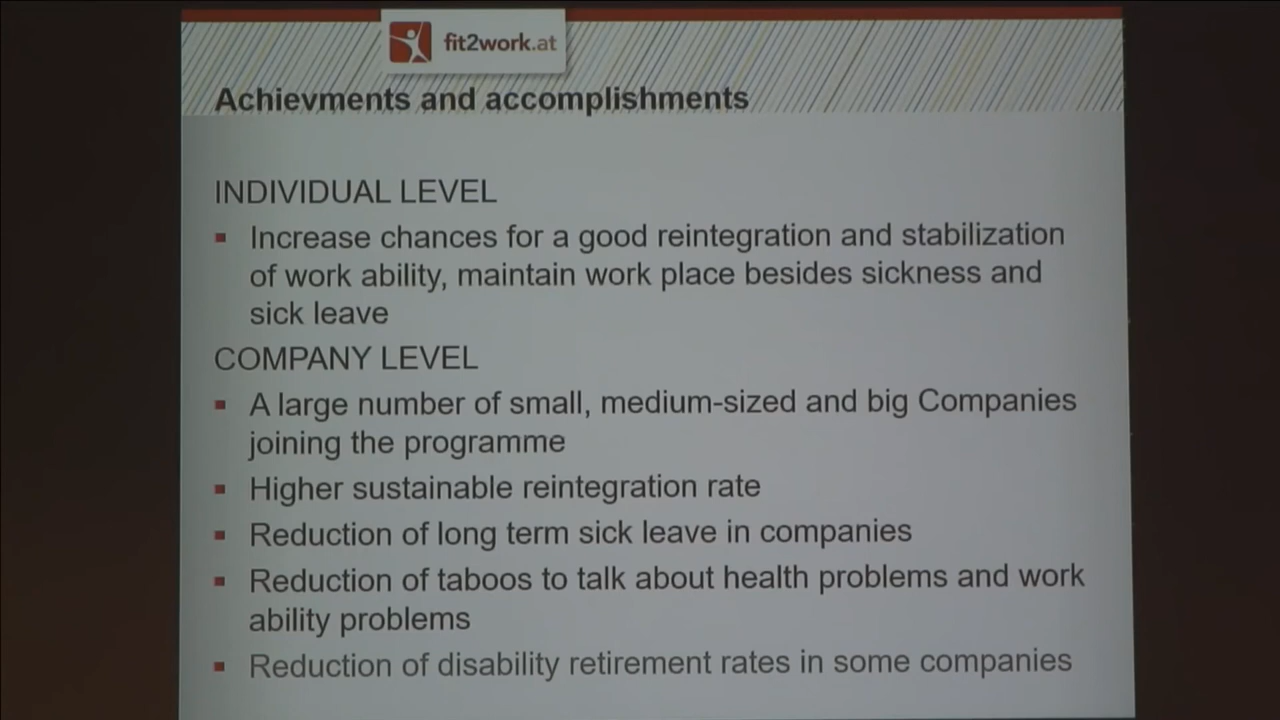 fit2work.at
Achievments and accomplishments
INDIVIDUAL LEVEL
Increase chances for a good reintegration and stabilization
of work ability, maintain work place besides sickness and
sick leave
COMPANY LEVEL
A large number of small, medium-sized and big Companies
joining the programme
Higher sustainable reintegration rate
Reduction of long term sick leave in companies
Reduction of taboos to talk about health problems and work
ability problems
Reduction of disability retirement rates in some companies